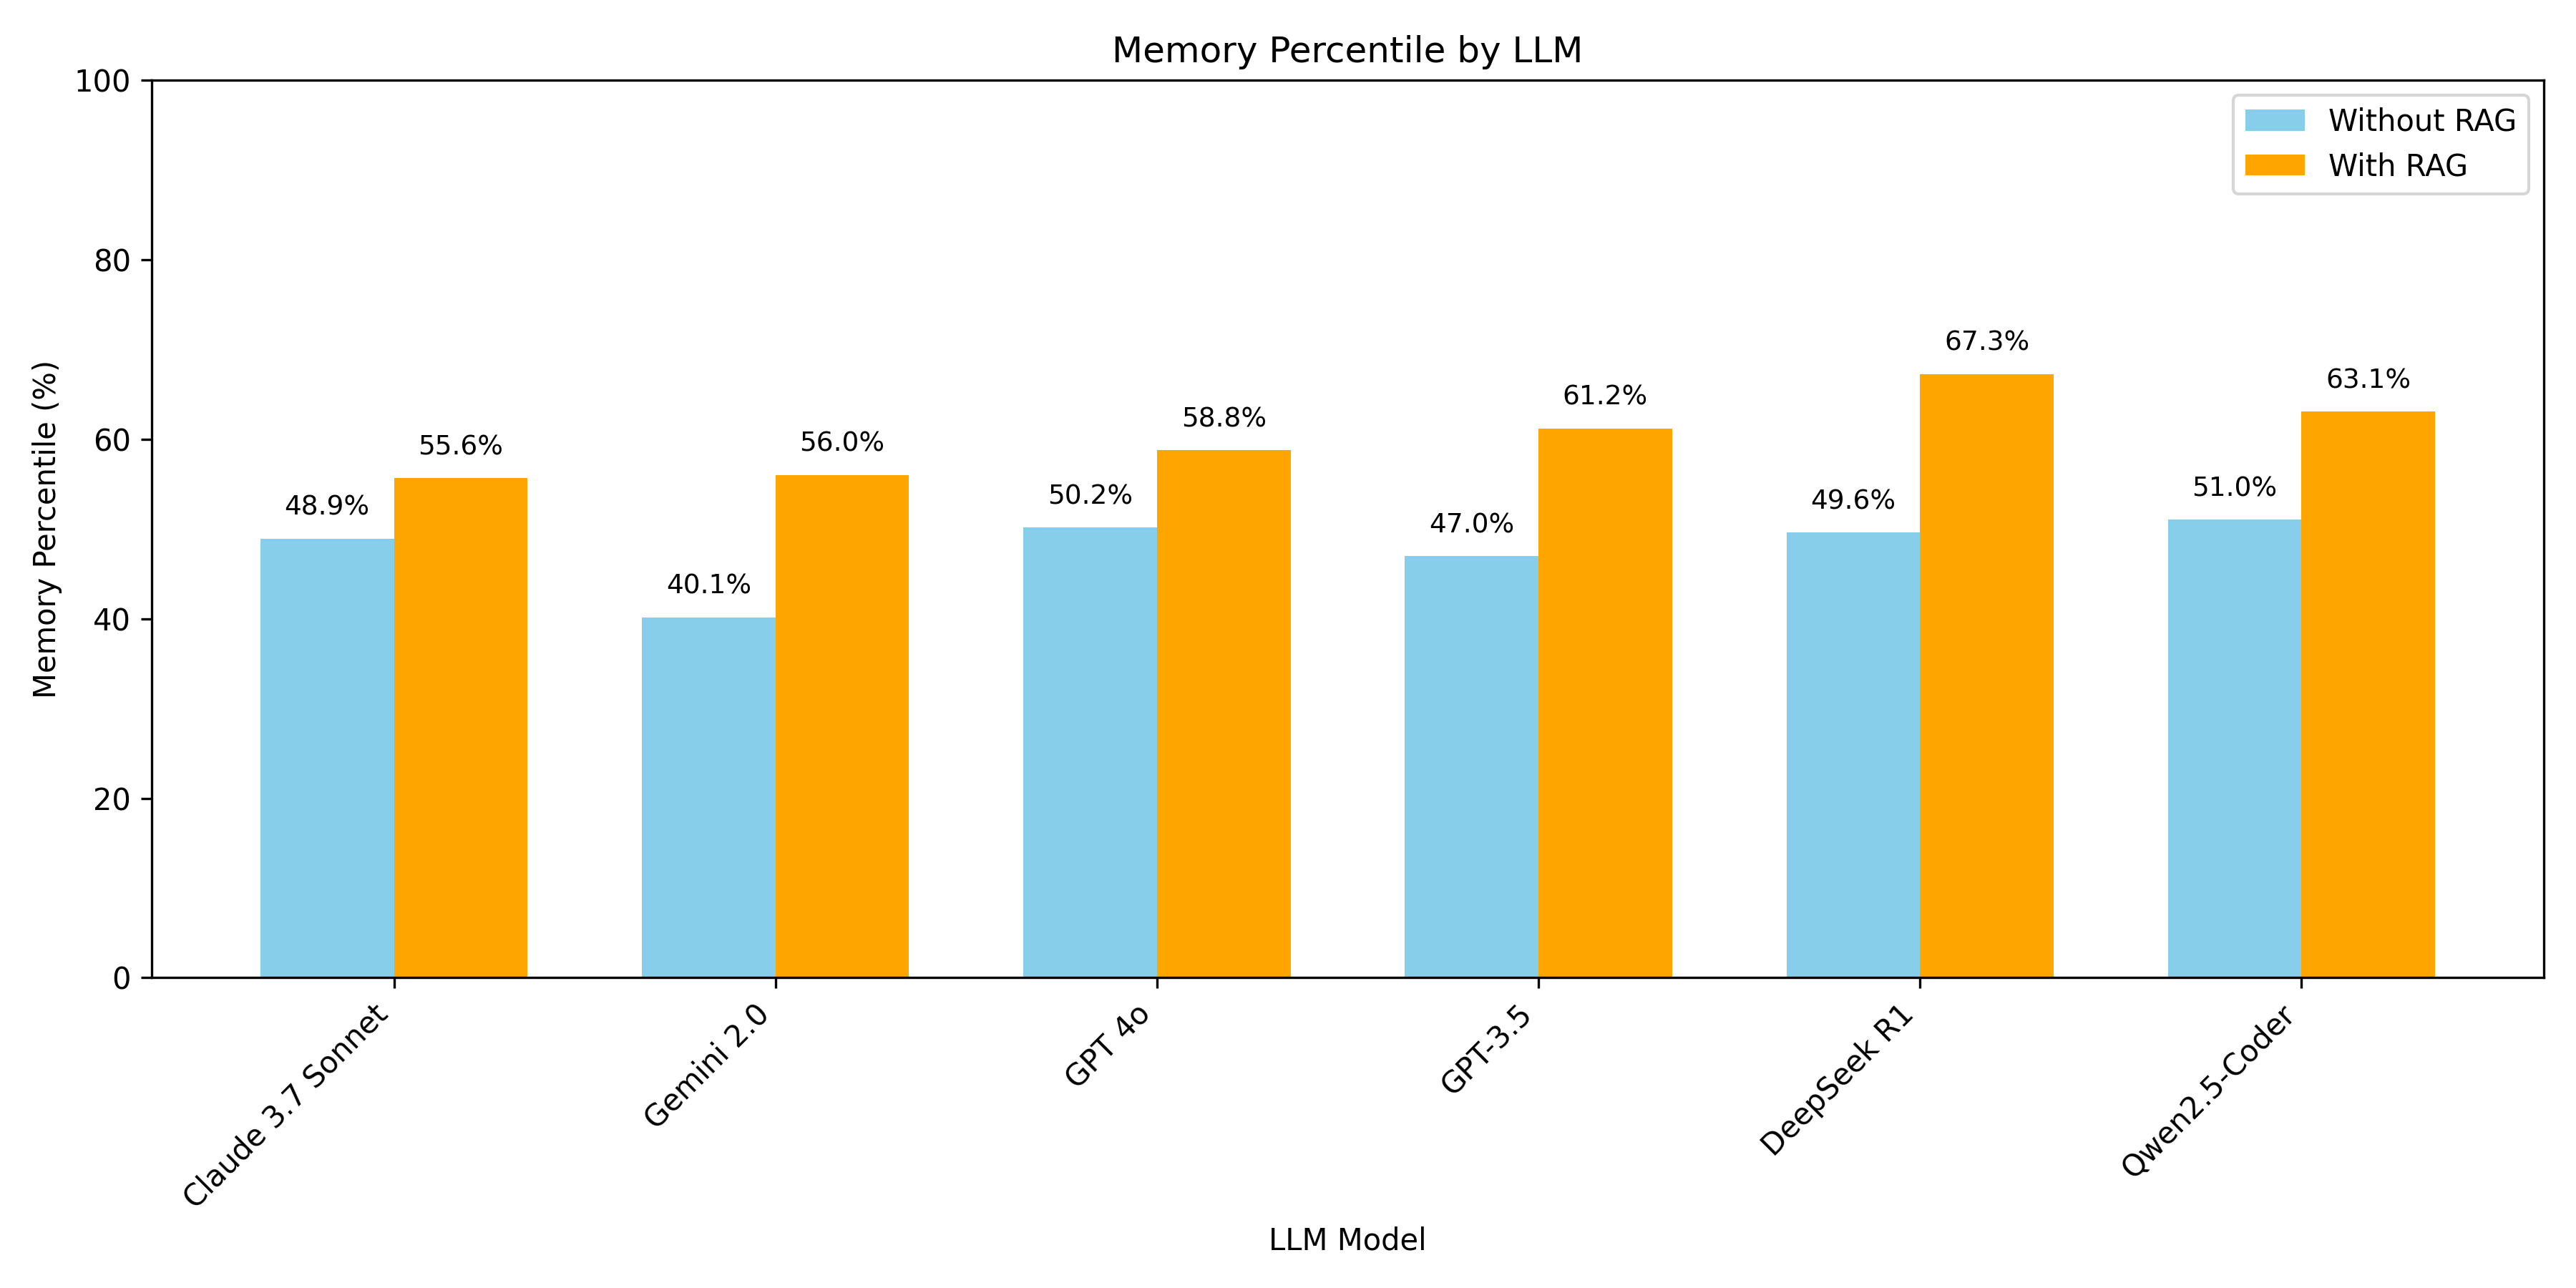 Memory Percentile by LLM
Without RAG
With RAG
Memory Percentile (%)
100
80
60
40
20
0
48.9%
55.6%
40.1%
56.0%
50.2%
58.8%
47.0%
61.2%
49.6%
67.3%
51.0%
63.1%
Claude 3.7 Sonnet
Gemini 2.0
GPT 4o
GPT-3.5
DeepSeek R1
Qwen2.5-Coder
LLM Model